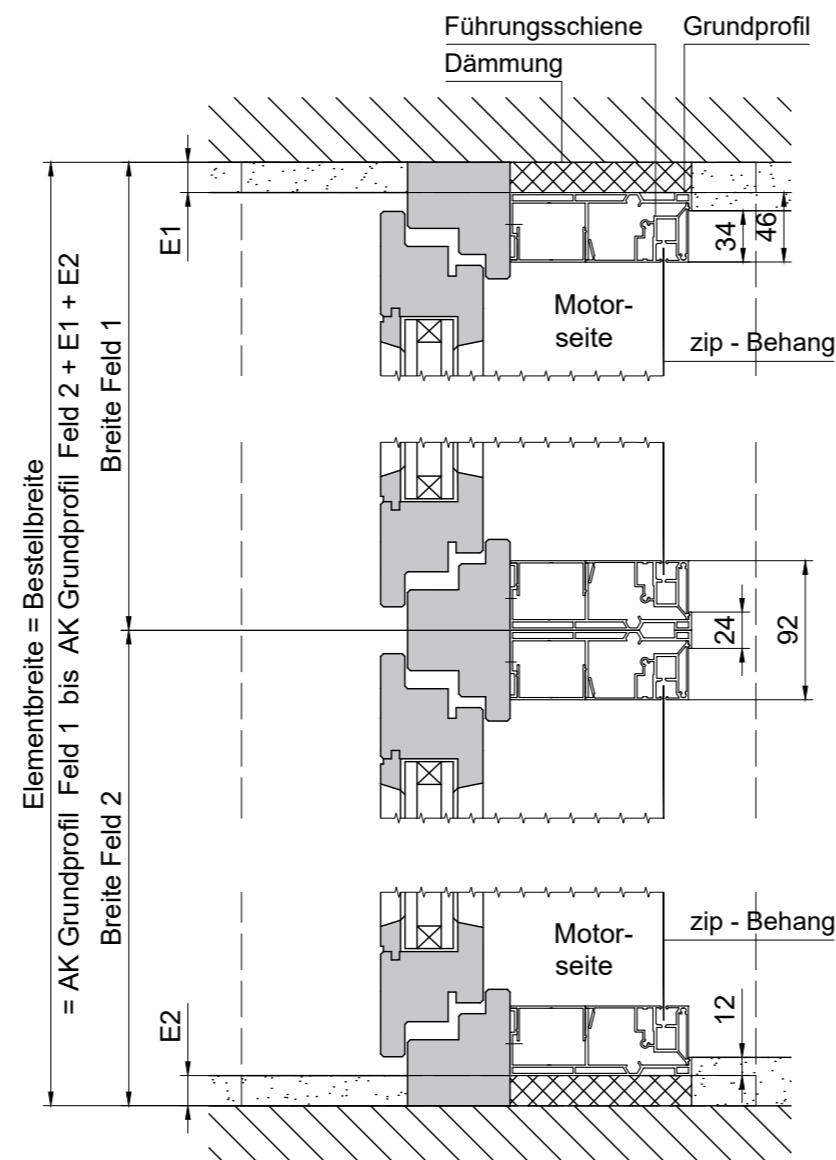 Führungsschiene
Grundprofil
Dämmung
E1
34
46
Motor-
seite
zip - Behang
Elementbreite = Bestellbreite
= AK Grundprofil Feld 1 bis AK Grundprofil Feld 2 + E1 + E2
Breite Feld 1
24
92
Breite Feld 2
Motor-
seite
zip - Behang
E2
12